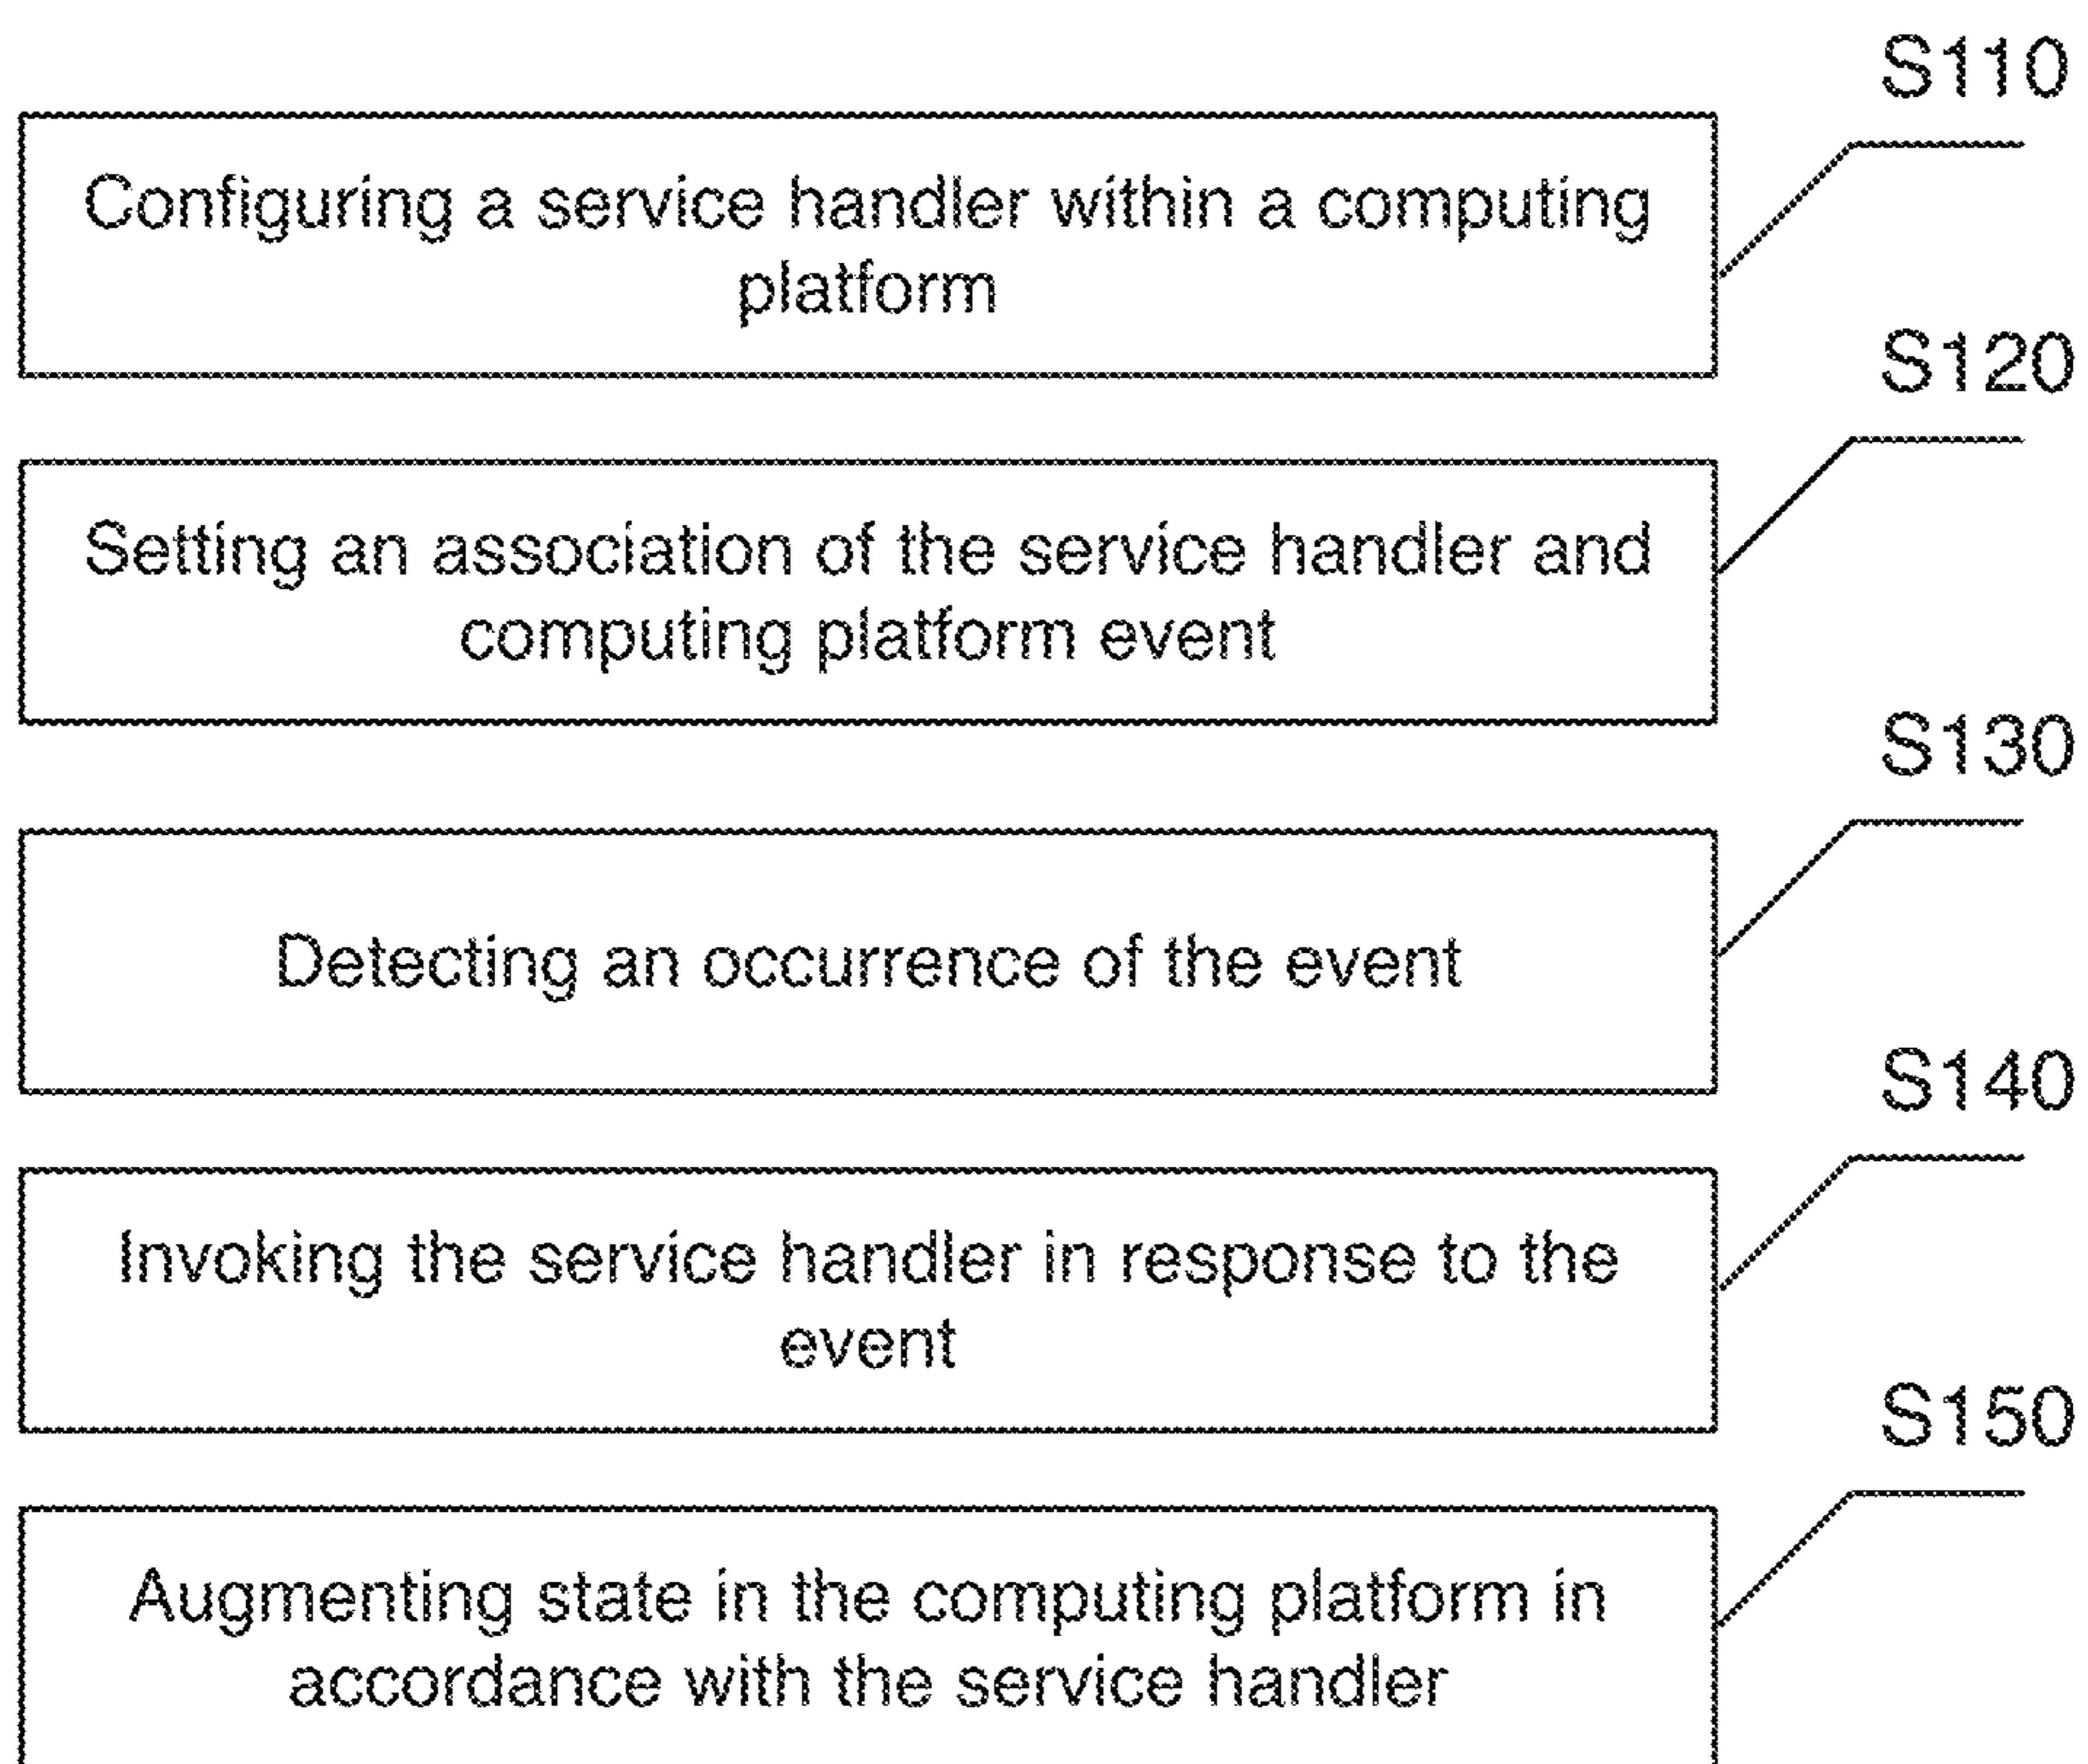 S110
Configuring a service handler within a computing
platform
S120
Setting an association of the service handler and
computing platform event
S130
Detecting an occurrence of the event
S140
Invoking the service handler in response to the
event
S150
Augmenting state in the computing platform in
accordance with the service handler